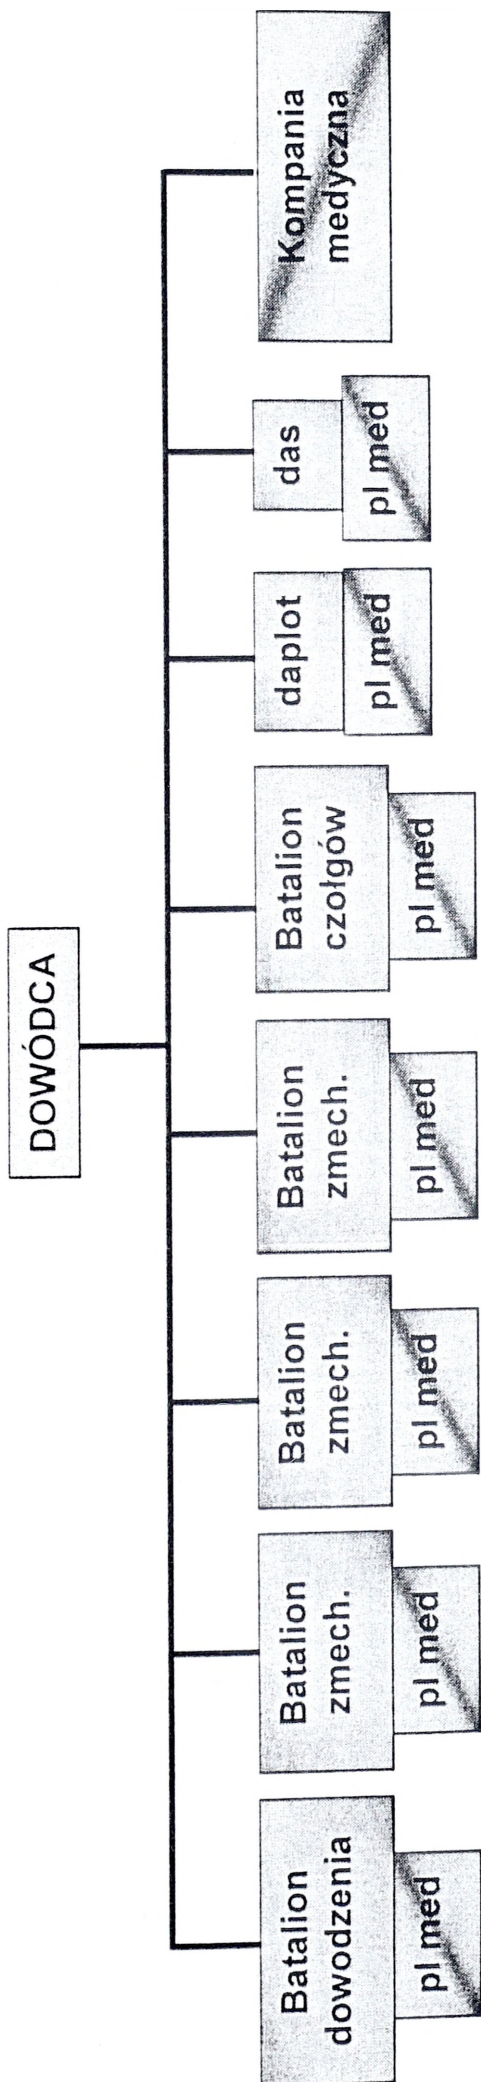 DOWÓDCA
Batalion
dowodzenia
pl med
Batalion
zmech.
pl med
Batalion
zmech.
pl med
Batalion
zmech.
pl med
Batalion
czołgów
pl med
daplot
pl med
das
pl med
Kompania
medyczna